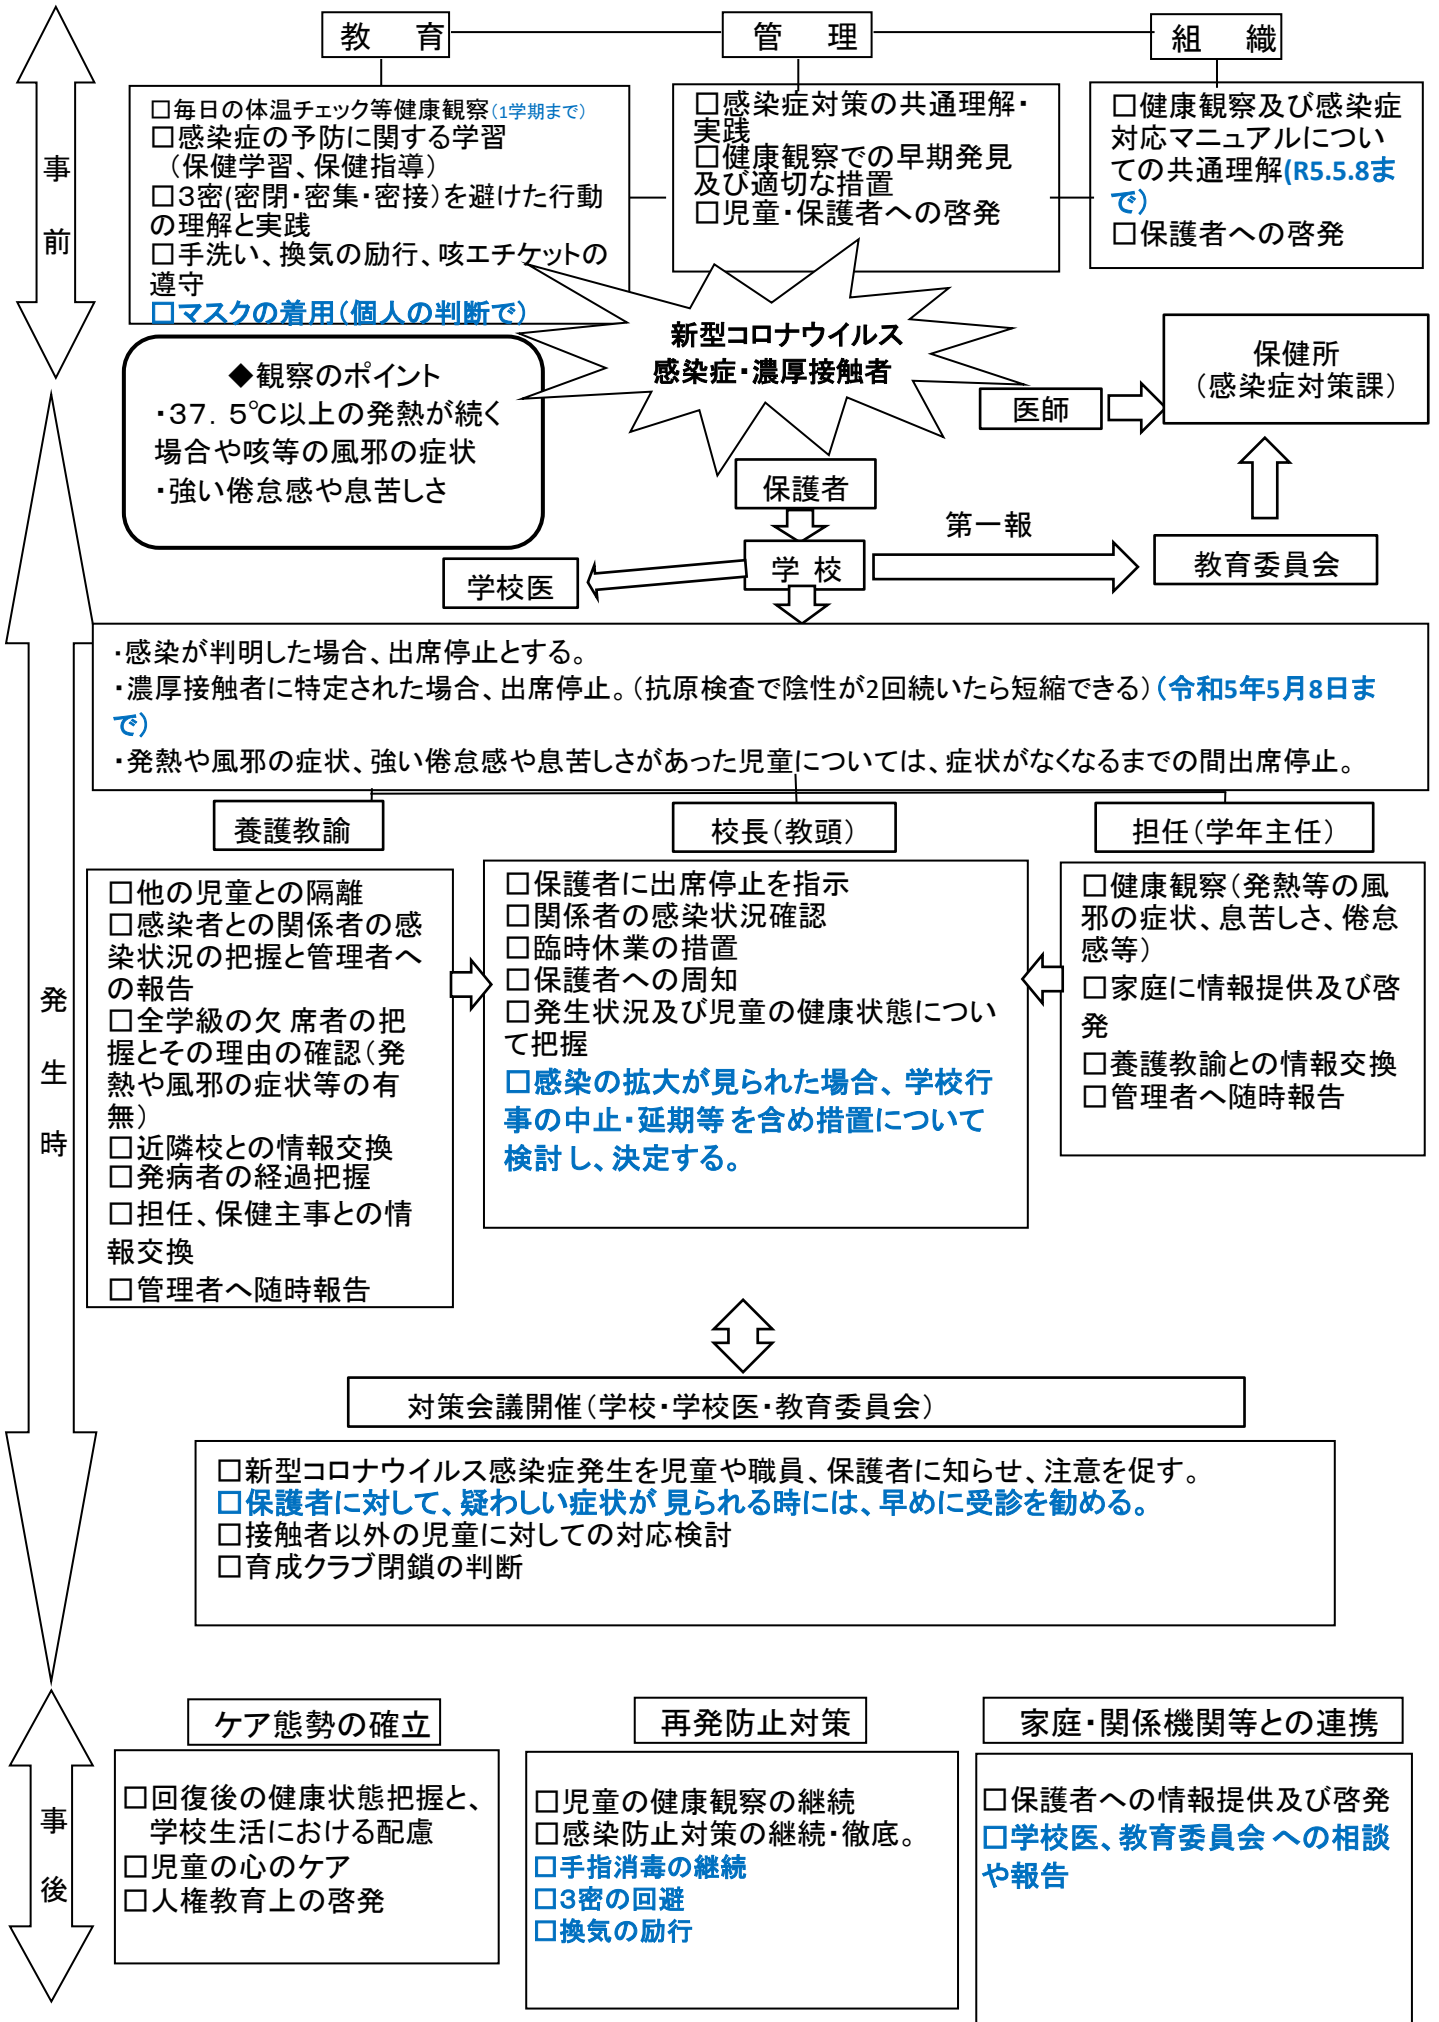 教 育
管 理
組 織
事
前
□毎日の体温チェック等健康観察(1学期まで)
□感染症の予防に関する学習
（保健学習、保健指導）
□3密(密閉・密集・密接)を避けた行動
の理解と実践
□手洗い、換気の励行、咳エチケットの
遵守
□マスクの着用(個人の判断で)
□感染症対策の共通理解・
実践
□健康観察での早期発見
及び適切な措置
□児童・保護者への啓発
□健康観察及び感染症
対応マニュアルについ
ての共通理解(R5.5.8ま
で)
□保護者への啓発
新型コロナウイルス
感染症・濃厚接触者
◆観察のポイント
・37．5℃以上の発熱が続く
場合や咳等の風邪の症状
・強い倦怠感や息苦しさ
医師
保健所
（感染症対策課）
保護者
第一報
学校医
学 校
教育委員会
発
生
時
・感染が判明した場合、出席停止とする。
・濃厚接触者に特定された場合、出席停止。（抗原検査で陰性が2回続いたら短縮できる）（令和5年5月8日ま
で）
・発熱や風邪の症状、強い倦怠感や息苦しさがあった児童については、症状がなくなるまでの間出席停止。
養護教諭
校長（教頭）
担任（学年主任）
□他の児童との隔離
□感染者との関係者の感
染状況の把握と管理者へ
の報告
□全学級の欠 席者の把
握とその理由の確認（発
熱や風邪の症状等の有
無）
□近隣校との情報交換
□発病者の経過把握
□担任、保健主事との情
報交換
□管理者へ随時報告
□保護者に出席停止を指示
□関係者の感染状況確認
□臨時休業の措置
□保護者への周知
□発生状況及び児童の健康状態につい
て把握
□感染の拡大が見られた場合、学校行
事の中止・延期等 を含め措置について
検討し、決定する。
□健康観察（発熱等の風
邪の症状、息苦しさ、倦怠
感等）
□家庭に情報提供及び啓
発
□養護教諭との情報交換
□管理者へ随時報告
対策会議開催（学校・学校医・教育委員会）
□新型コロナウイルス感染症発生を児童や職員、保護者に知らせ、注意を促す。
□保護者に対して、疑わしい症状が 見られる時には、早めに受診を勧める。
□接触者以外の児童に対しての対応検討
□育成クラブ閉鎖の判断
事
後
ケア態勢の確立
再発防止対策
家庭・関係機関等との連携
□回復後の健康状態把握と、
学校生活における配慮
□児童の心のケア
□人権教育上の啓発
□児童の健康観察の継続
□感染防止対策の継続・徹底。
□手指消毒の継続
□3密の回避
□換気の励行
□保護者への情報提供及び啓発
□学校医、教育委員会 への相談
や報告